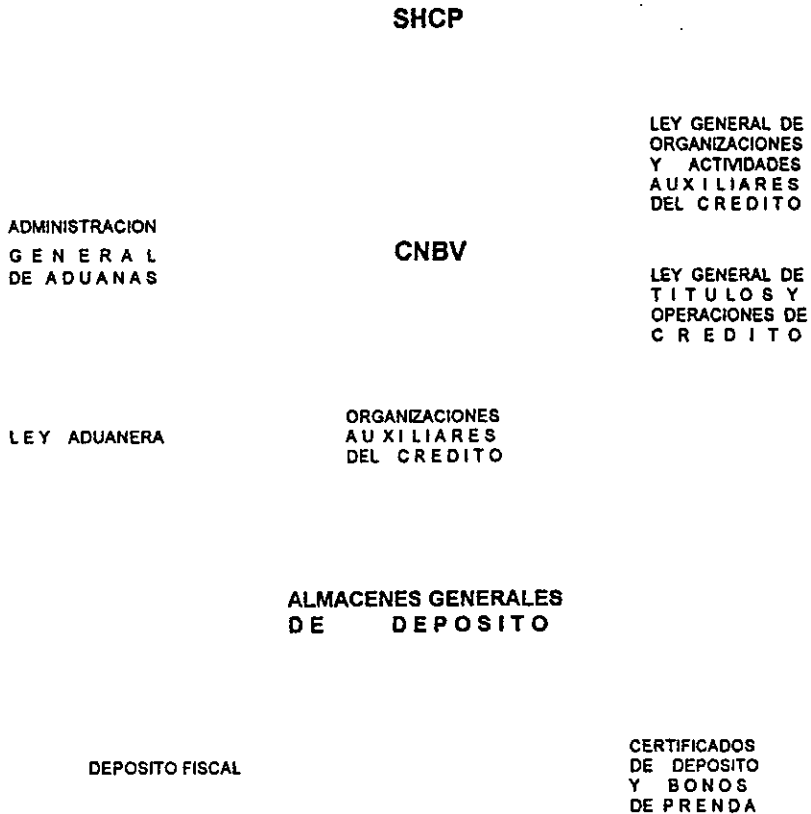 SHCP
LEY GENERAL DE
ORGANIZACIONES
Y ACTIVIDADES
AUXILIARES
DEL CREDITO
ADMINISTRACION
GENERAL
DE ADUANAS
CNBV
LEY GENERAL DE
TITULOS Y
OPERACIONES DE
CREDITO
LEY ADUANERA
ORGANIZACIONES
AUXILIARES
DEL CREDITO
ALMACENES GENERALES
DE DEPOSITO
DEPOSITO FISCAL
CERTIFICADOS
DE DEPOSITO
Y BONOS
DE PRENDA